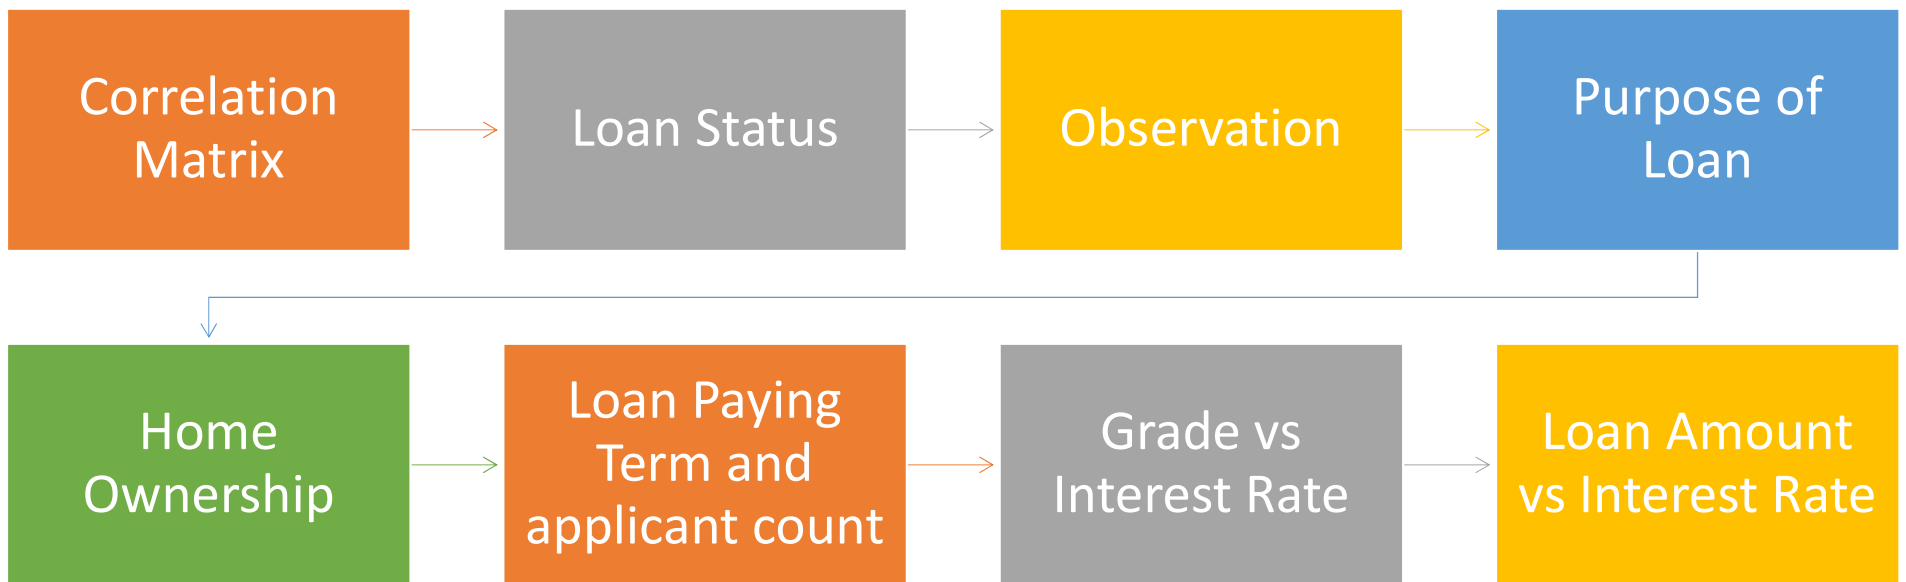 Correlation
Matrix
Loan Status
Observation
Purpose of
Loan
Home
Ownership
Loan Paying
Term and
applicant count
Grade vs
Interest Rate
Loan Amount
vs Interest Rate